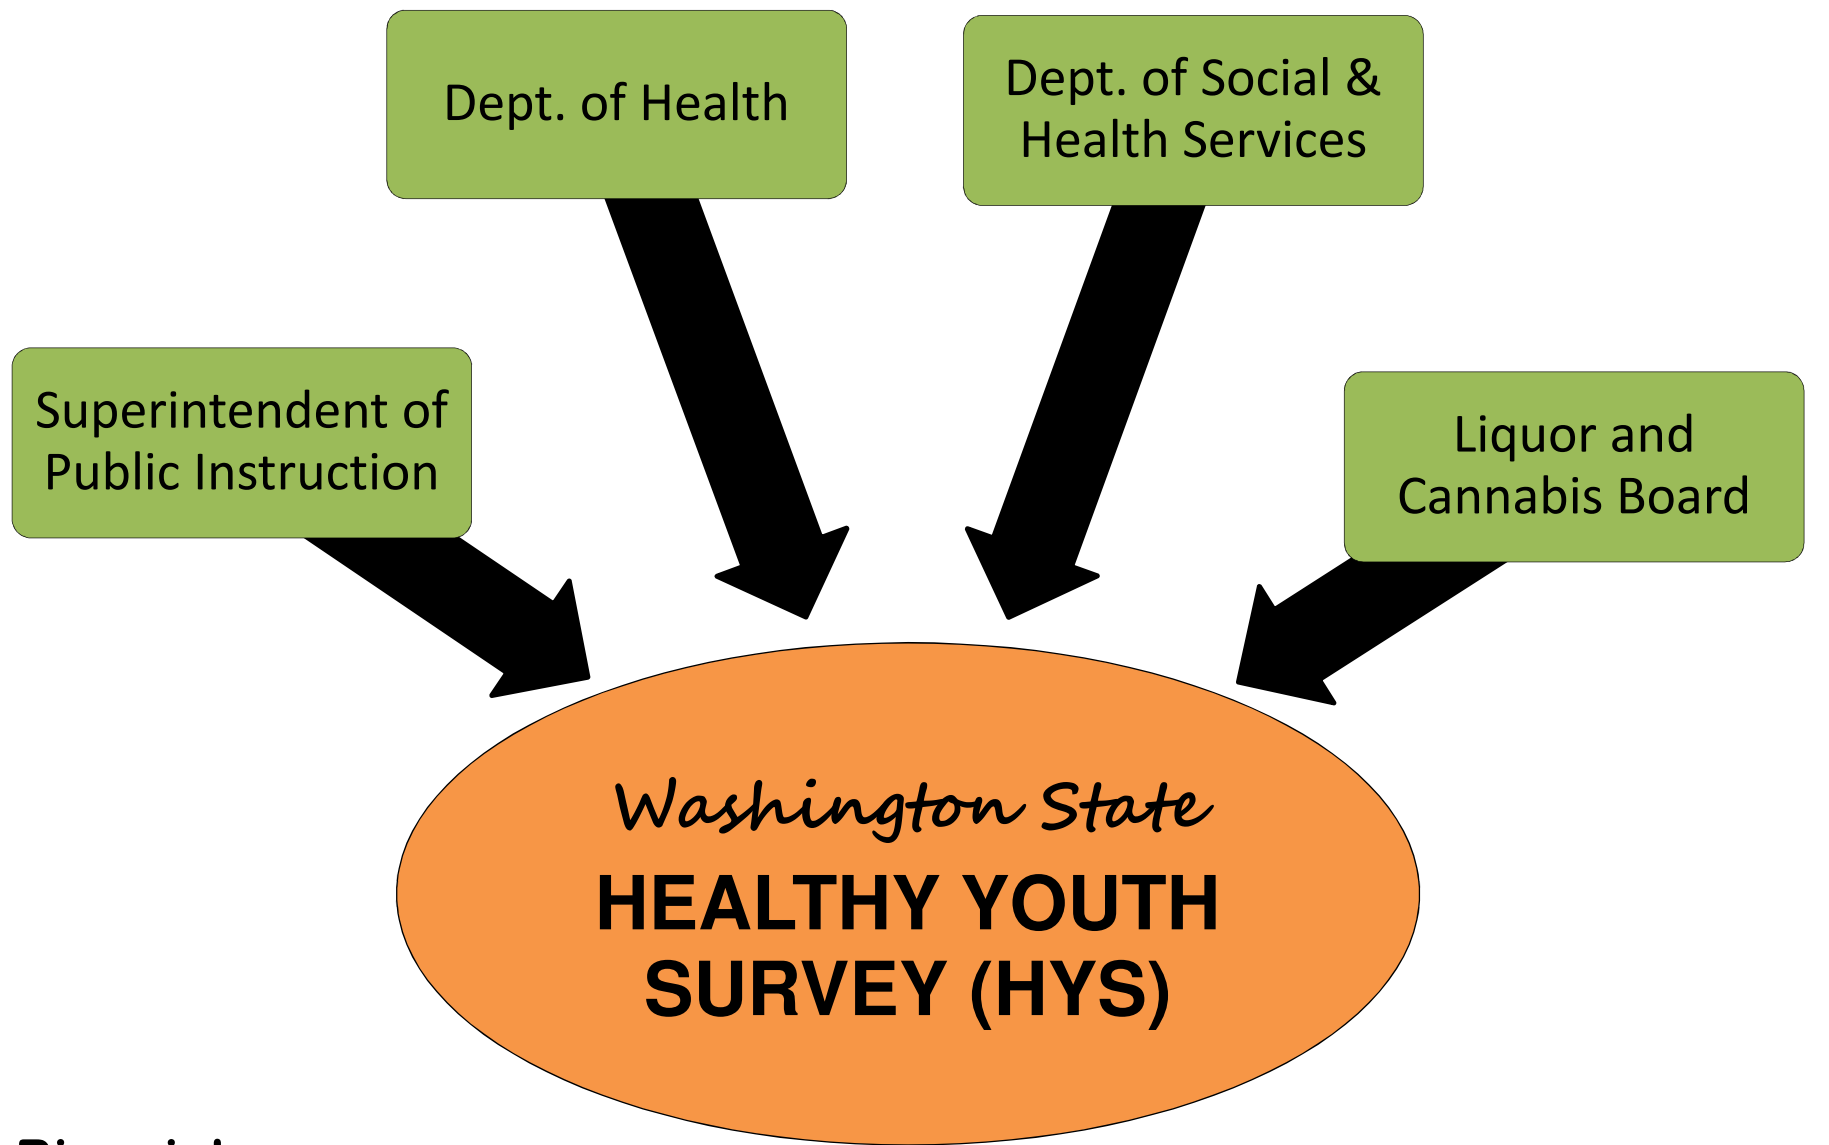 Dept. of Health
Dept. of Social &
Health Services
Superintendent of
Public Instruction
Liquor and
Cannabis Board
Washington State
HEALTHY YOUTH
SURVEY (HYS)